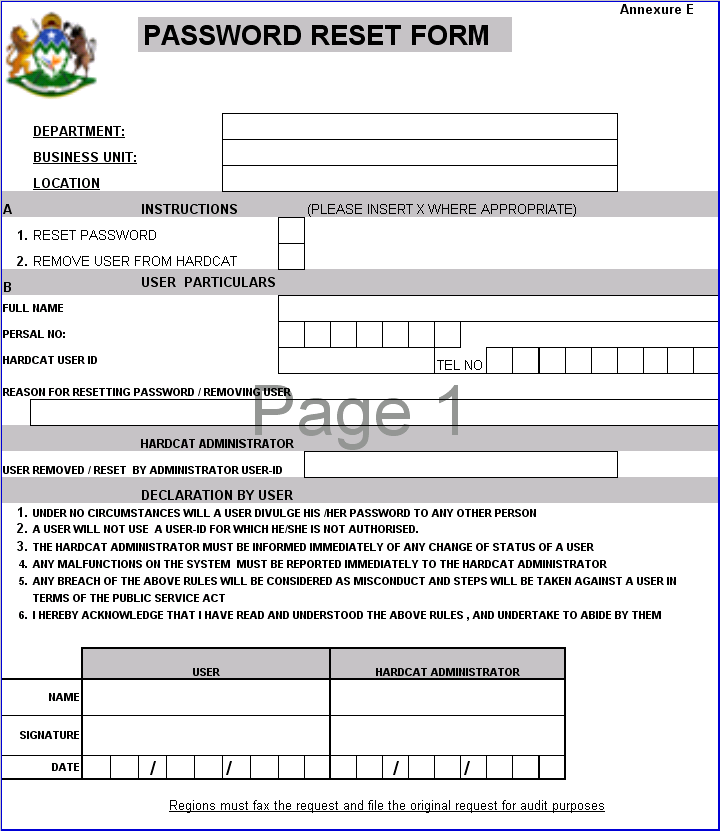 Annexure E
PASSWORD RESET FORM
DEPARTMENT:
BUSINESS UNIT:
LOCATION
A INSTRUCTIONS (PLEASE INSERT X WHERE APPROPRIATE)
1. RESET PASSWORD
2. REMOVE USER FROM HARDCAT
B USER PARTICULARS
FULL NAME
PERSAL NO:
HARDCAT USER ID TEL NO
REASON FOR RESETTING PASSWORD / REMOVING USER
Page 1
HARDCAT ADMINISTRATOR
USER REMOVED / RESET BY ADMINISTRATOR USER-ID
DECLARATION BY USER
1. UNDER NO CIRCUMSTANCES WILL A USER DIVULGE HIS /HER PASSWORD TO ANY OTHER PERSON
2. A USER WILL NOT USE A USER-ID FOR WHICH HE/SHE IS NOT AUTHORISED.
3. THE HARDCAT ADMINISTRATOR MUST BE INFORMED IMMEDIATELY OF ANY CHANGE OF STATUS OF A USER
4. ANY MALFUNCTIONS ON THE SYSTEM MUST BE REPORTED IMMEDIATELY TO THE HARDCAT ADMINISTRATOR
5. ANY BREACH OF THE ABOVE RULES WILL BE CONSIDERED AS MISCONDUCT AND STEPS WILL BE TAKEN AGAINST A USER IN
TERMS OF THE PUBLIC SERVICE ACT
6. I HEREBY ACKNOWLEDGE THAT I HAVE READ AND UNDERSTOOD THE ABOVE RULES , AND UNDERTAKE TO ABIDE BY THEM
USER HARDCAT ADMINISTRATOR
NAME
SIGNATURE
DATE / / / /
Regions must fax the request and file the original request for audit purposes